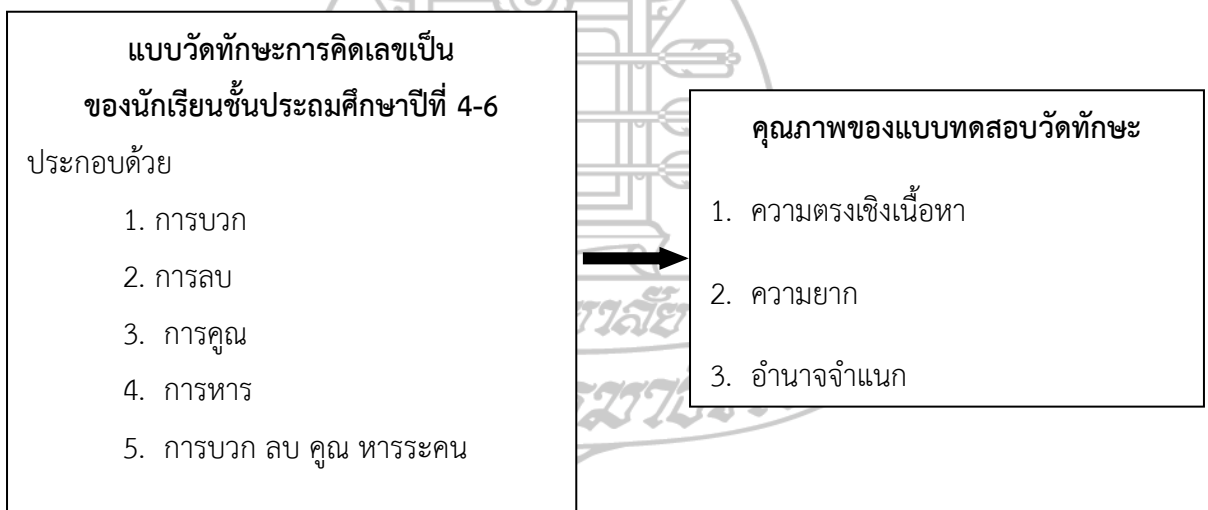 แบบวัดทักษะการคิดเลขเป็น
ของนักเรียนชั้นประถมศึกษาปีที่ 4-6
ประกอบด้วย
1. การบวก
2. การลบ
3. การคูณ
4. การหาร
5. การบวก ลบ คูณ หารระคน
คุณภาพของแบบทดสอบวัดทักษะ
1. ความตรงเชิงเนื้อหา
2. ความยาก
3. อำนาจจำแนก